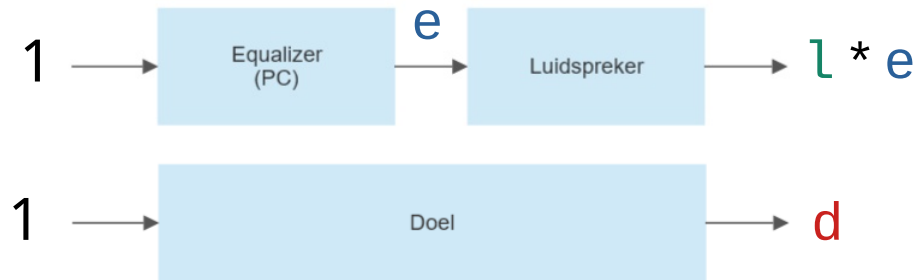 1
Equalizer
(PC)
e
Luidspreker
l * e
1
Doel
d